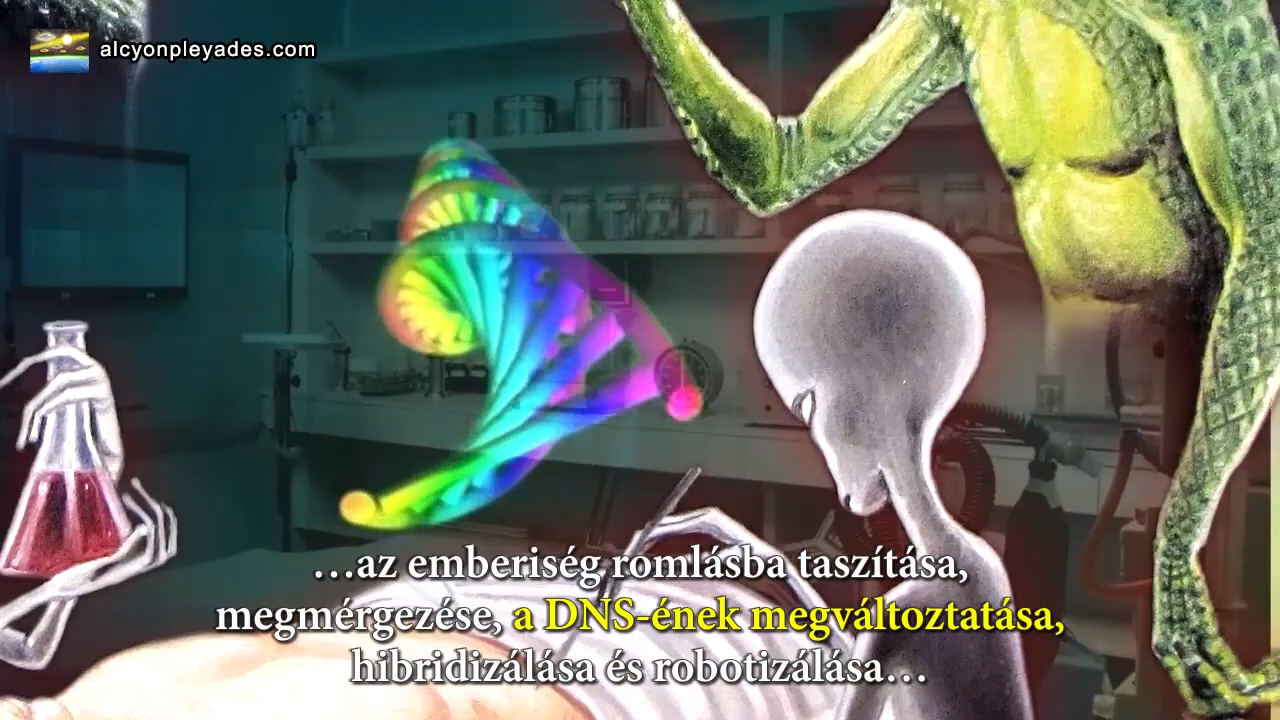 alcyonpleyades.com
…az emberiség romlásba taszítása,
megmérgezése, a DNS-ének megváltoztatása,
hibridizálása és robotizálása…